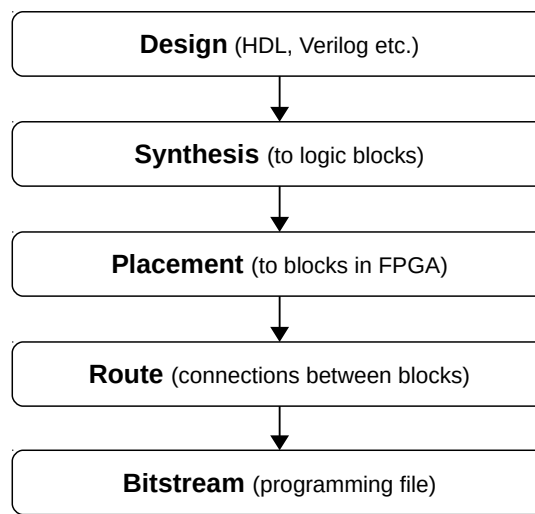 Design (HDL, Verilog etc.)
Synthesis (to logic blocks)
Placement (to blocks in FPGA)
Route (connections between blocks)
Bitstream (programming file)